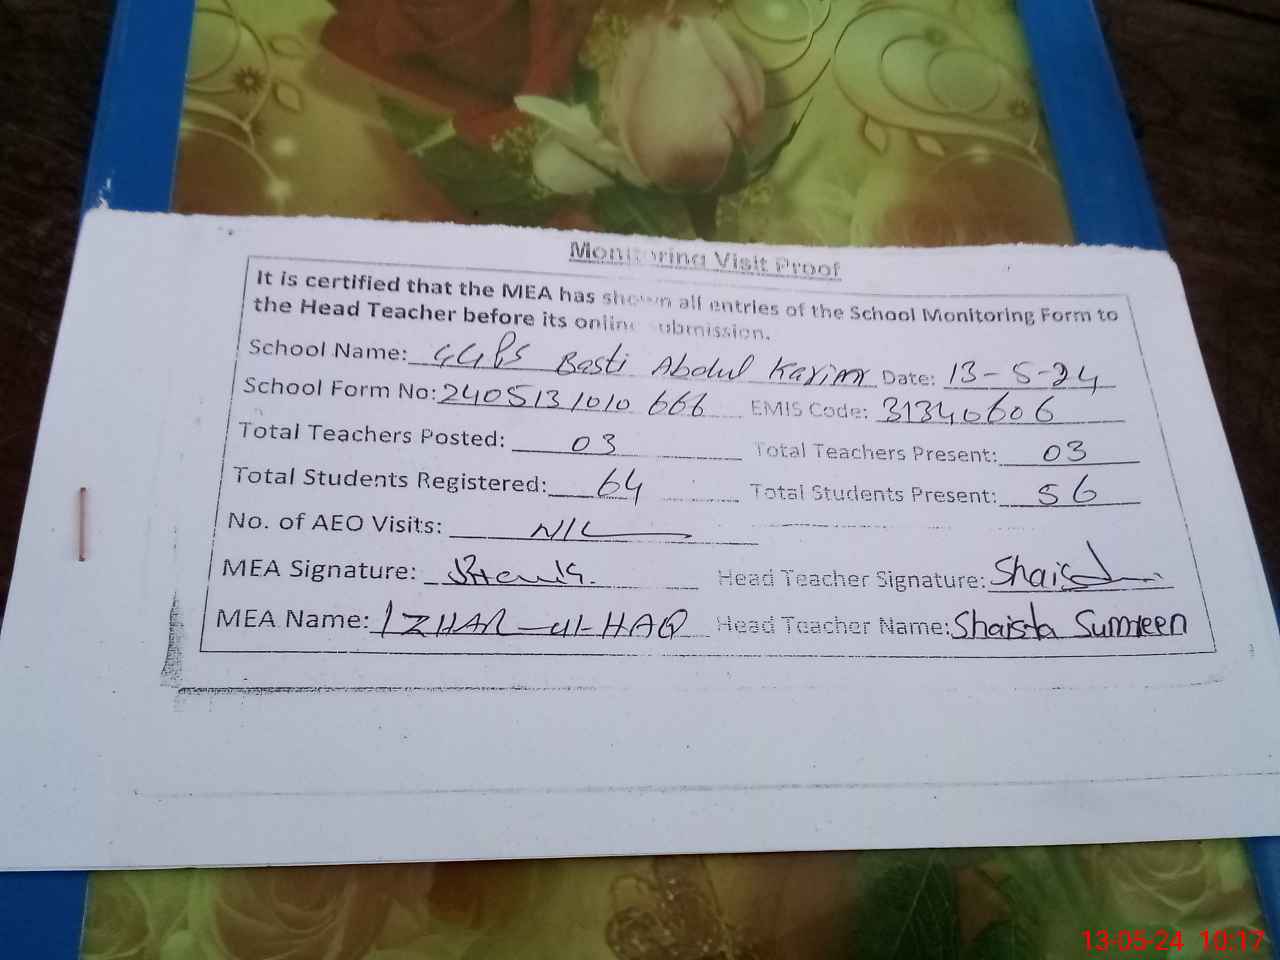 Monitoring Visit Proof
It is certified that the MEA has shown all entries of the School Monitoring Form to
the Head Teacher before its online submission.
School Name: GGPS Basti Abdul Karim Date: 13-5-24
School Form No: 2405131010666 EMIS Code: 31340606
Total Teachers Posted: 03 Total Teachers Present: 03
Total Students Registered: 64 Total Students Present: 56
No. of AEO Visits: NIL
MEA Signature: Head Teacher Signature: Shaista
MEA Name: IZHAR-ul-HAQ Head Teacher Name: Shaista Sumreen
13-05-24 10:17